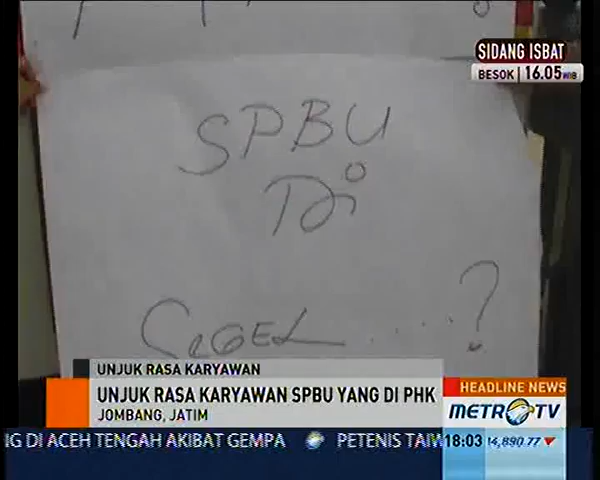 SIDANG ISBAT
BESOK | 16.05 WIB
SPBU
Di
SEGEL.....?
UNJUK RASA KARYAWAN
UNJUK RASA KARYAWAN SPBU YANG DI PHK
JOMBANG, JATIM
HEADLINE NEWS
METRO TV
NG DI ACEH TENGAH AKIBAT GEMPA PETENIS TAIW
18:03 14,890.77